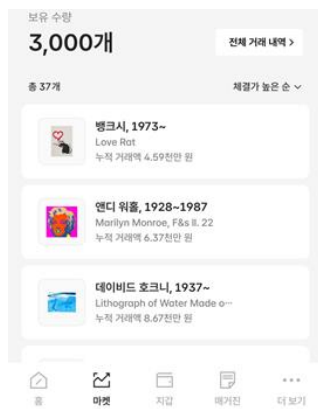 보유 수량
3,000개
전체 거래 내역 >
총 37개
체결가 높은 순
뱅크시, 1973~
Love Rat
누적 거래액 4.59천만 원
앤디 워홀, 1928~1987
Marilyn Monroe, F&s II. 22
누적 거래액 6.37천만 원
데이비드 호크니, 1937~
Lithograph of Water Made o…
누적 거래액 8.67천만 원
홈
마켓
지갑
매거진
더 보기